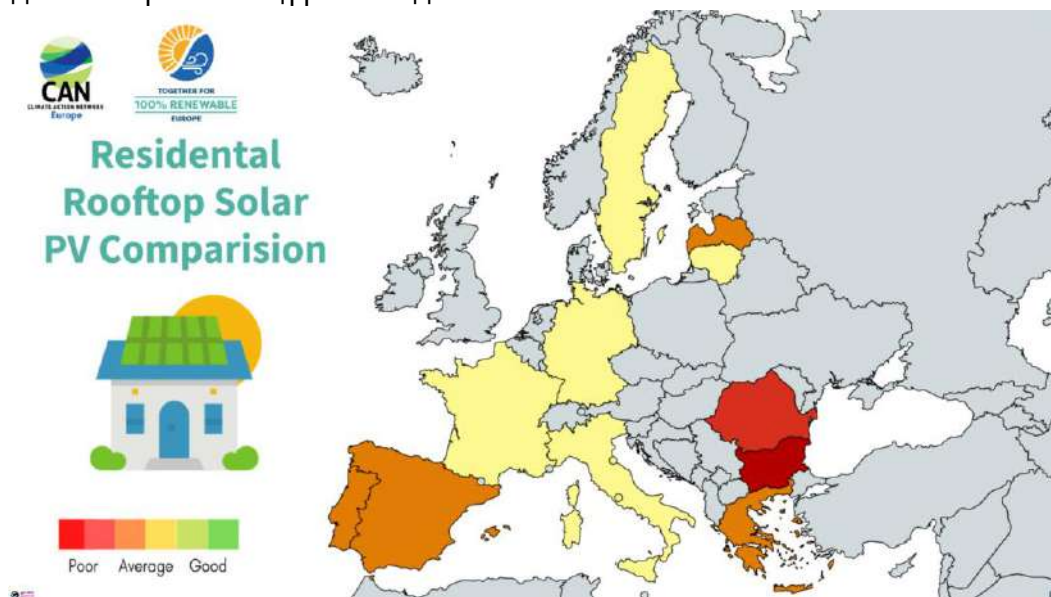 CAN
CLIMATE ACTION NETWORK
Europe
TOGETHER FOR
100% RENEWABLE
EUROPE
Residental
Rooftop Solar
PV Comparision
Poor Average Good